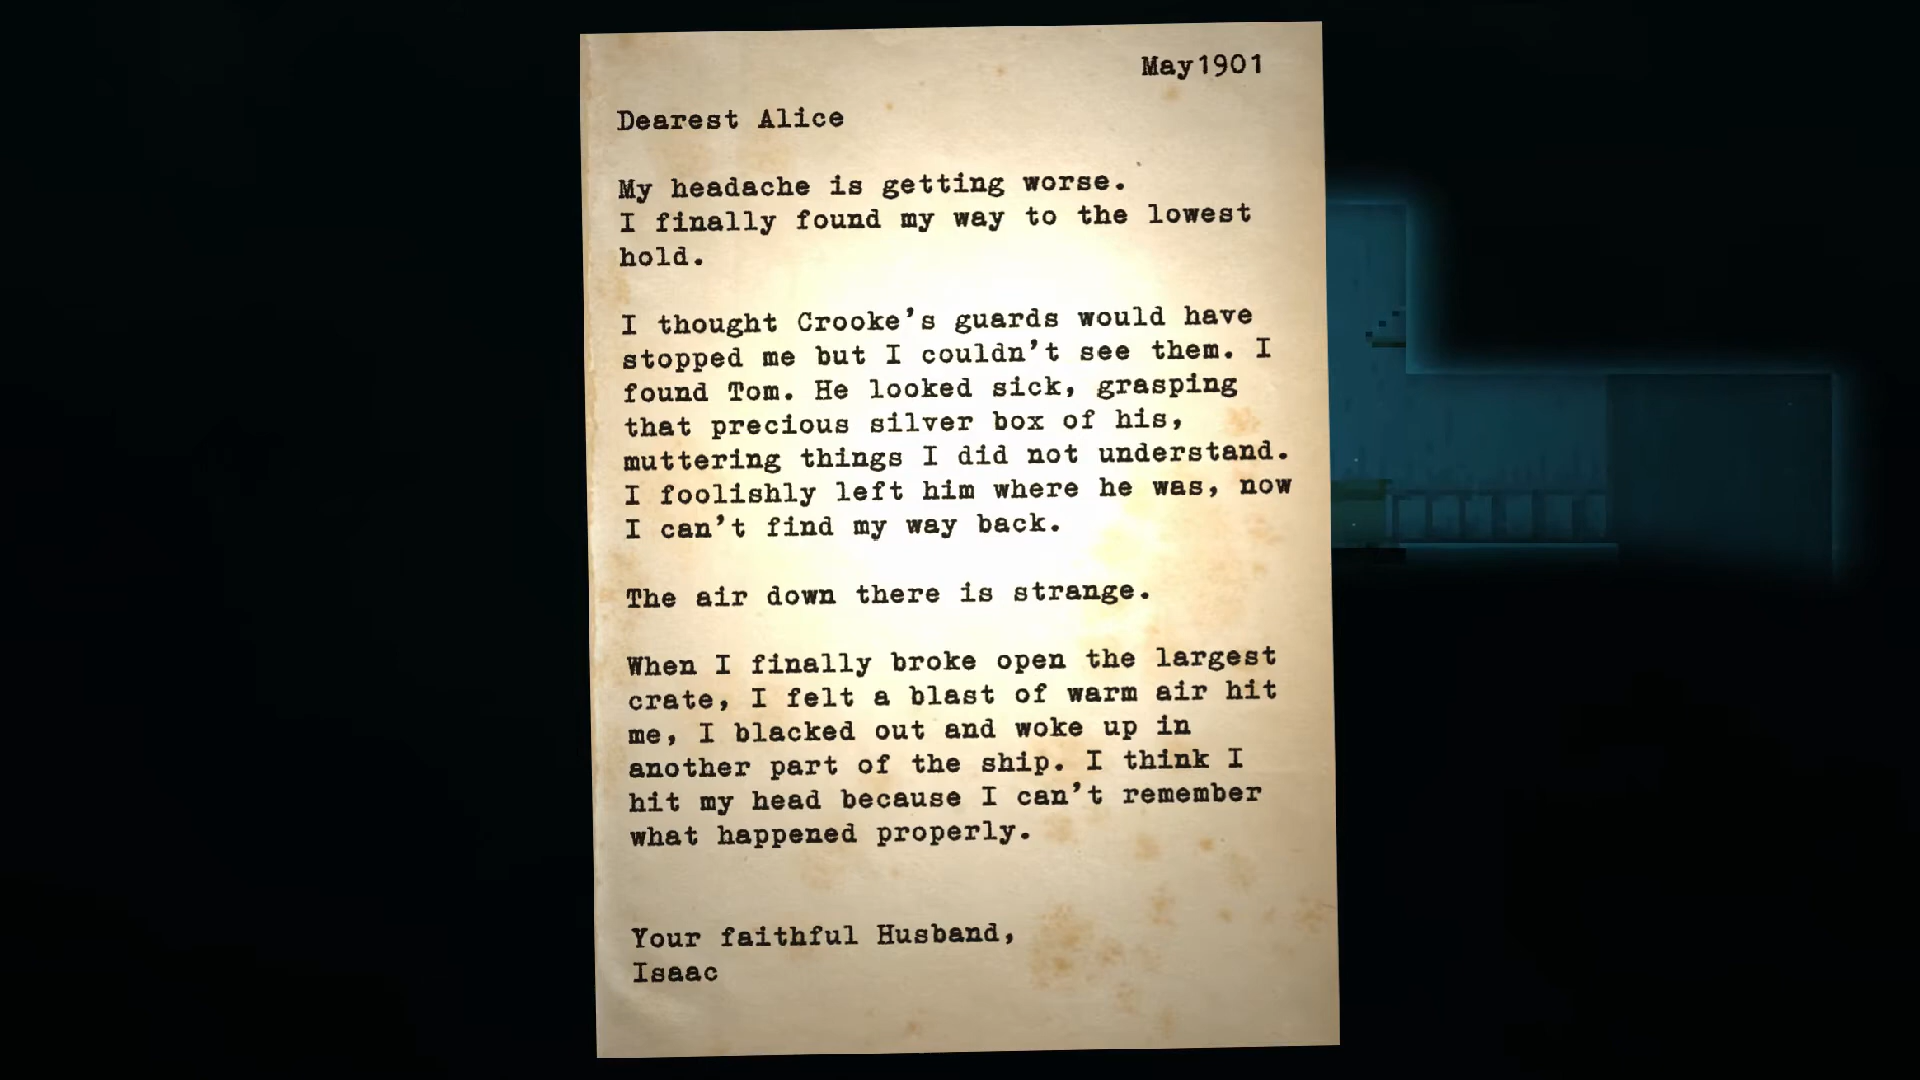 May1901
Dearest Alice
My headache is getting worse.
I finally found my way to the lowest
hold.
I thought Crooke's guards would have
stopped me but I couldn't see them. I
found Tom. He looked sick, grasping
that precious silver box of his,
muttering things I did not understand.
I foolishly left him where he was, now
I can't find my way back.
The air down there is strange.
When I finally broke open the largest
crate, I felt a blast of warm air hit
me, I blacked out and woke up in
another part of the ship. I think I
hit my head because I can't remember
what happened properly.
Your faithful Husband,
Isaac